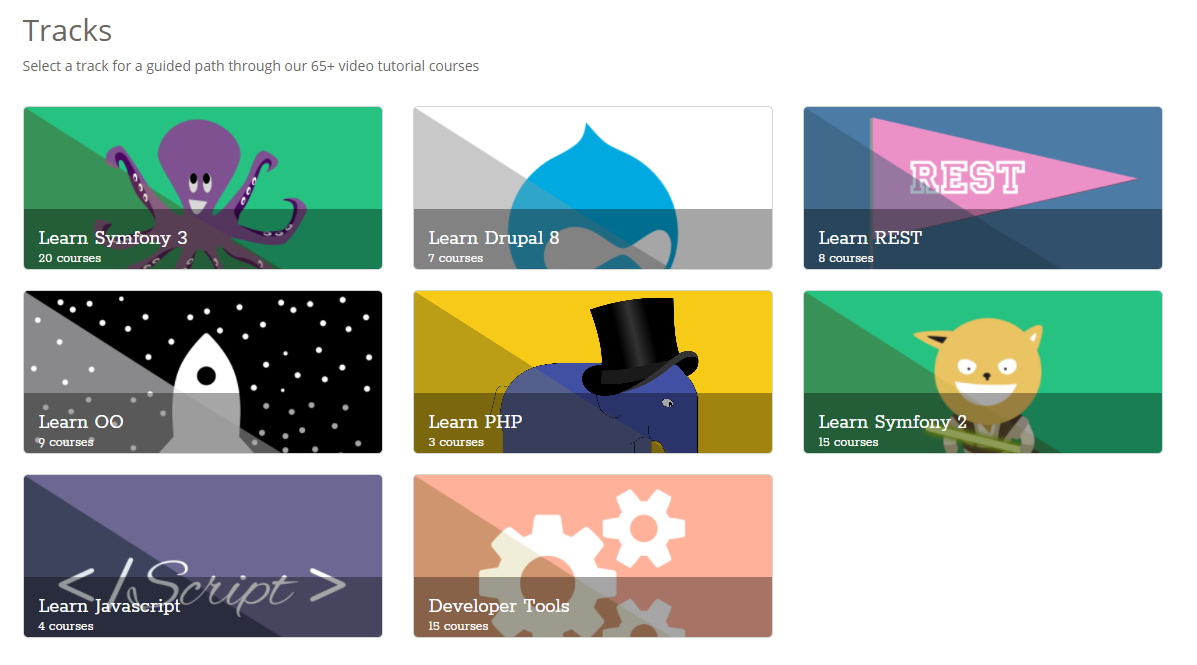 Tracks
Select a track for a guided path through our 65+ video tutorial courses
Learn Symfony 3
20 courses
Learn Drupal 8
7 courses
REST
Learn REST
8 courses
Learn OO
9 courses
Learn PHP
3 courses
Learn Symfony 2
15 courses
</Script>
Learn Javascript
4 courses
Developer Tools
15 courses